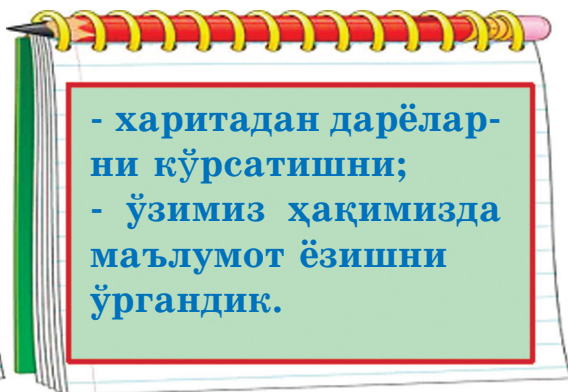 - харитадан дарёлар-
ни кўрсатишни;
- ўзимиз ҳақимизда
маълумот ёзишни
ўргандик.